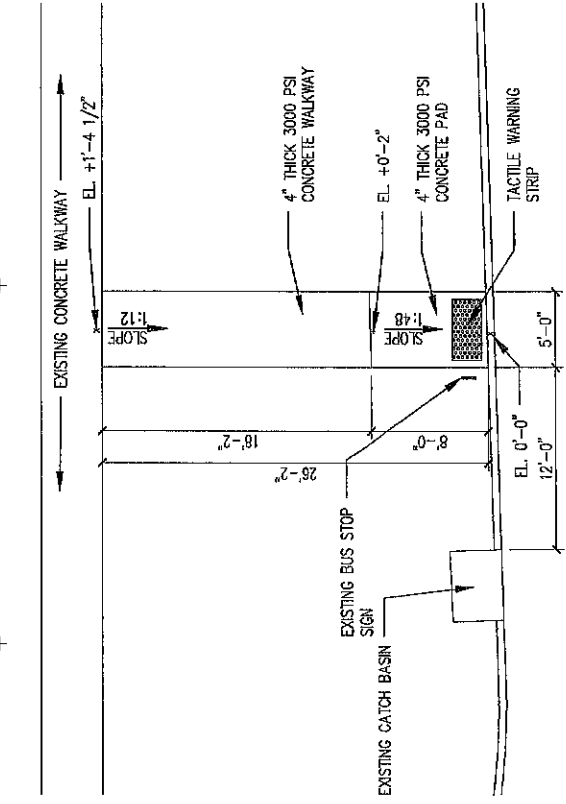 EXISTING CONCRETE WALKWAY
EL. +1'-4 1/2"
SLOPE
1:12
4" THICK 3000 PSI
CONCRETE WALKWAY
EL. +0'-2"
SLOPE
1:48
4" THICK 3000 PSI
CONCRETE PAD
TACTILE WARNING
STRIP
18'-2"
8'-0"
26'-2"
5'-0"
EL. 0'-0"
12'-0"
EXISTING BUS STOP
SIGN
EXISTING CATCH BASIN